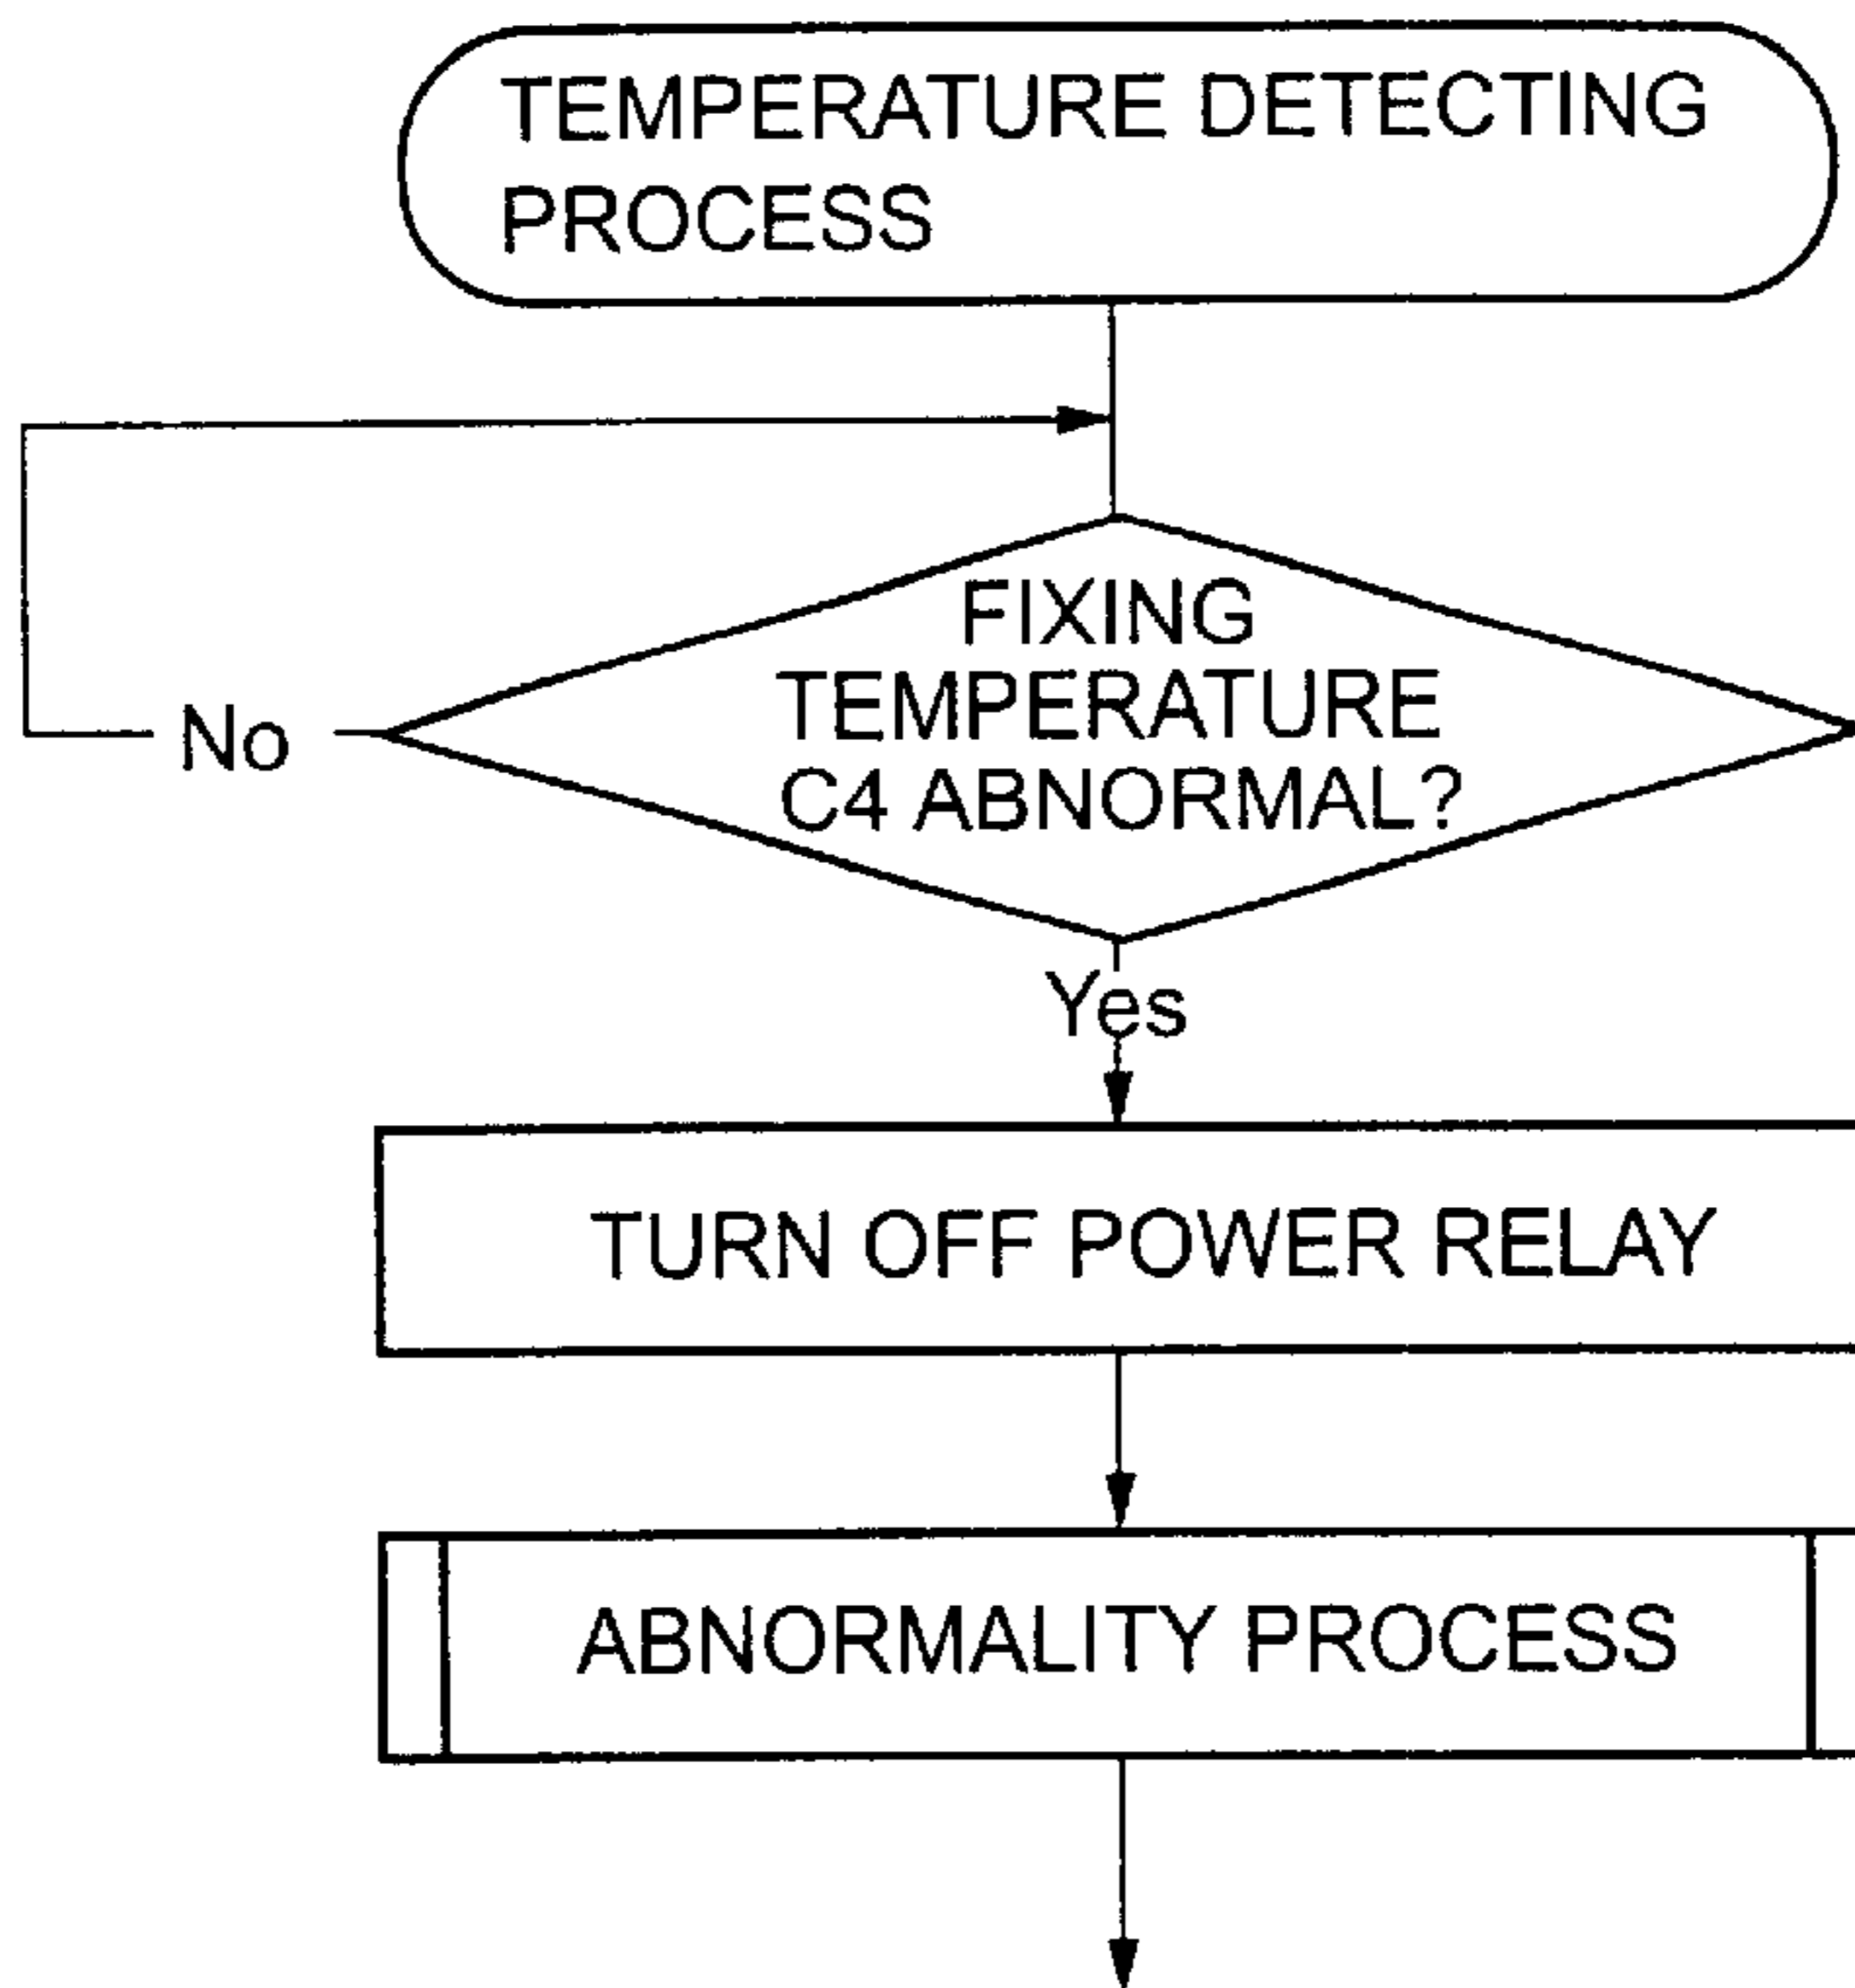 TEMPERATURE DETECTING
PROCESS
FIXING
TEMPERATURE
C4 ABNORMAL?
No
Yes
TURN OFF POWER RELAY
ABNORMALITY PROCESS